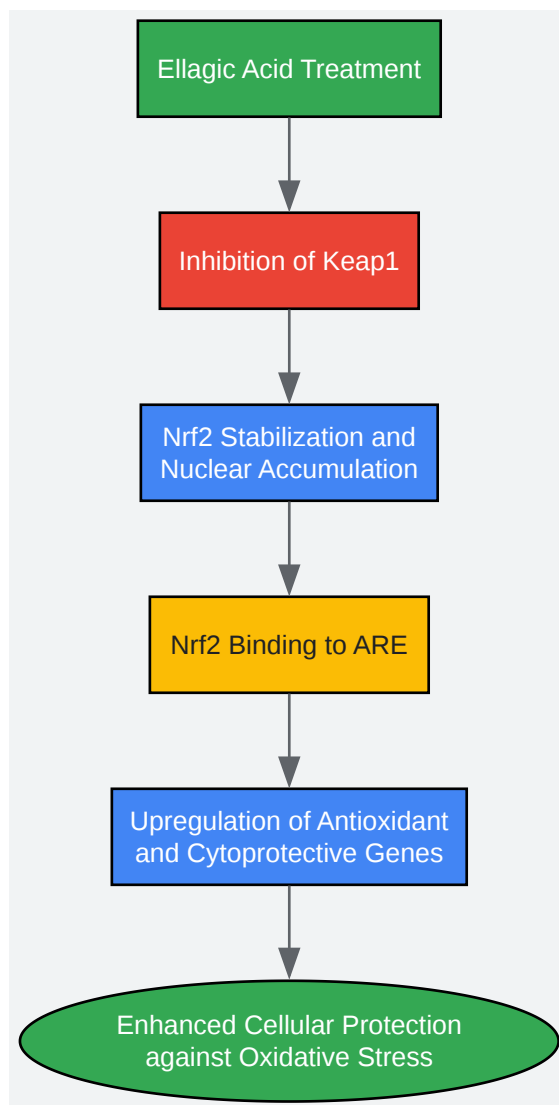 Ellagic Acid Treatment
Inhibition of Keap1
Nrf2 Stabilization and
Nuclear Accumulation
Nrf2 Binding to ARE
Upregulation of Antioxidant
and Cytoprotective Genes
Enhanced Cellular Protection
against Oxidative Stress